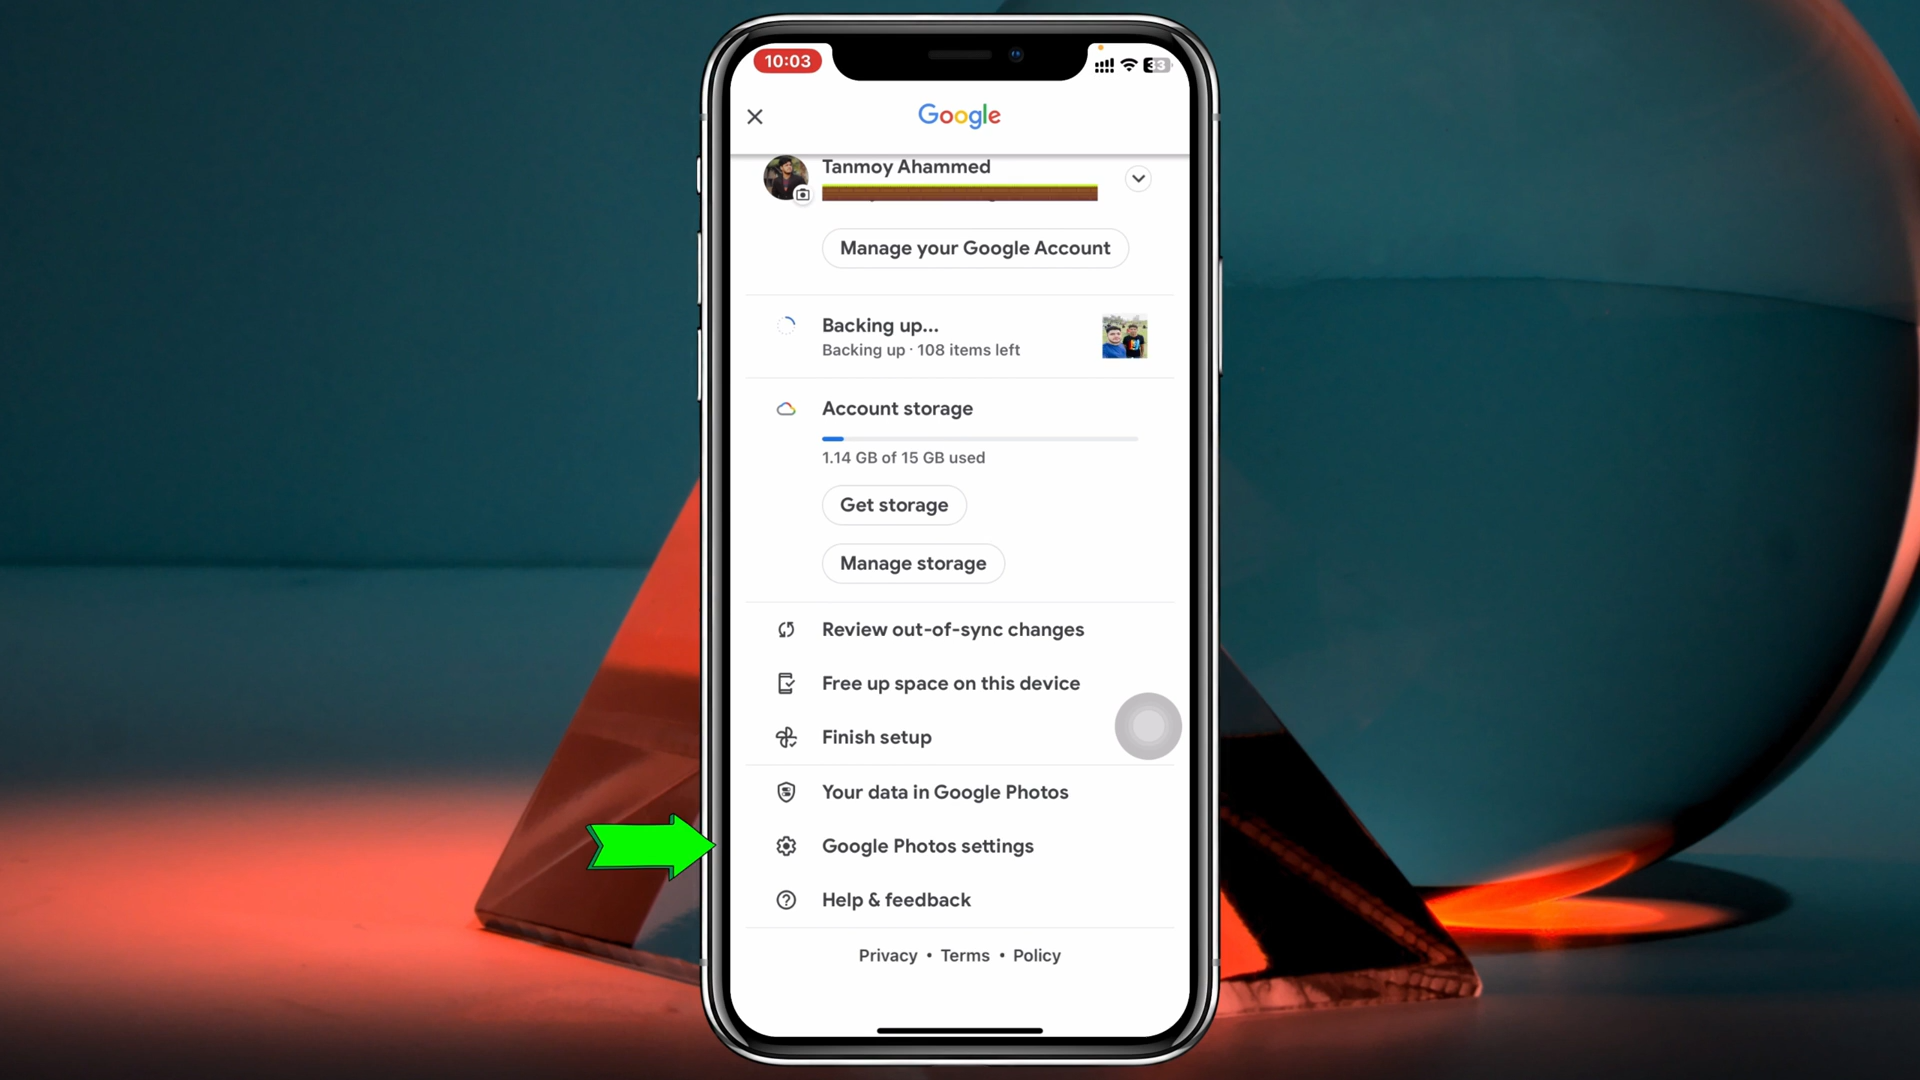 10:03
33
Google
Tanmoy Ahammed
Manage your Google Account
Backing up...
Backing up · 108 items left
Account storage
1.14 GB of 15 GB used
Get storage
Manage storage
Review out-of-sync changes
Free up space on this device
Finish setup
Your data in Google Photos
Google Photos settings
Help & feedback
Privacy • Terms • Policy